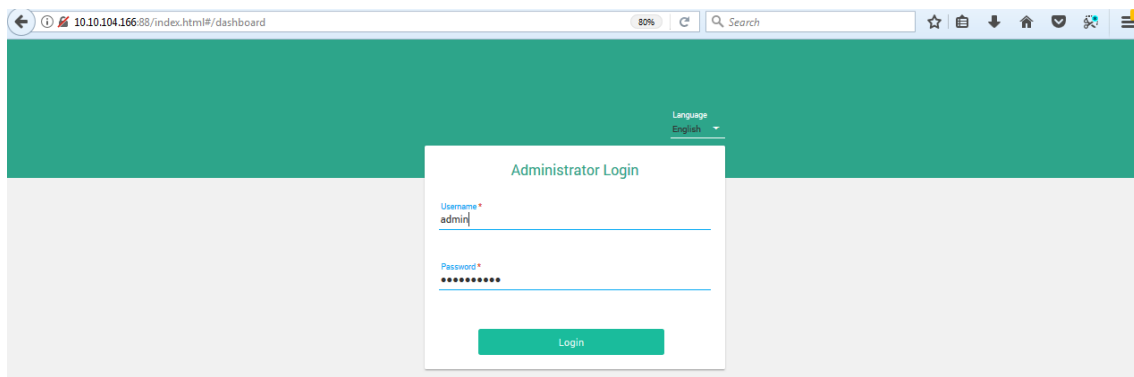 10.10.104.166:88/index.html#/dashboard 80% Search
Language
English
Administrator Login
Username *
admin
Password *
••••••••••
Login